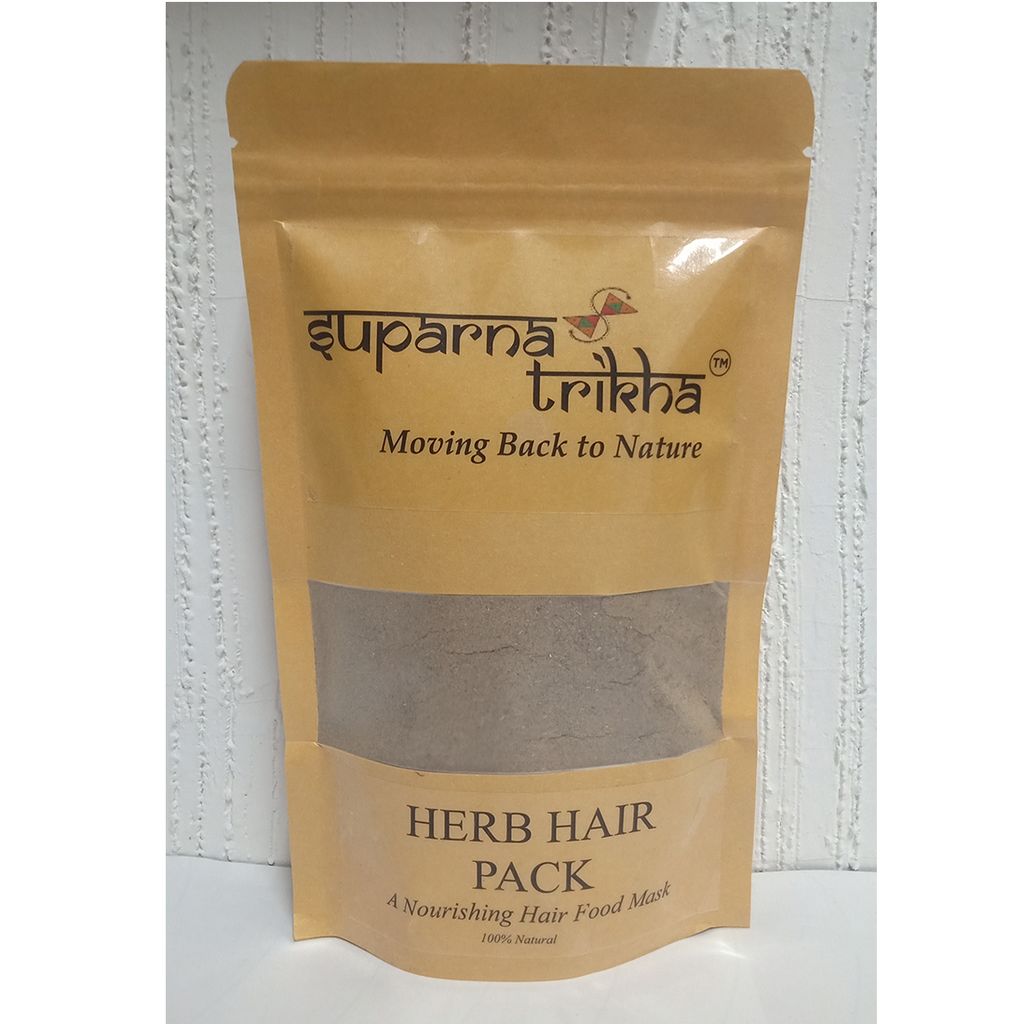 suparna
trikha TM
Moving Back to Nature
HERB HAIR
PACK
A Nourishing Hair Food Mask
100% Natural